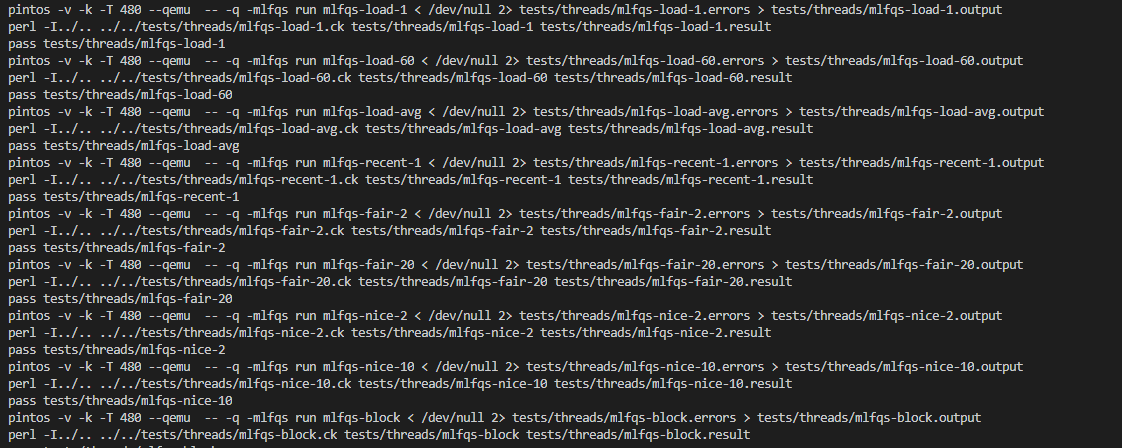 pintos -v -k -T 480 --qemu  -- -q -mlfqs run mlfqs-load-1 < /dev/null 2> tests/threads/mlfqs-load-1.errors > tests/threads/mlfqs-load-1.output
perl -I../.. ../../tests/threads/mlfqs-load-1.ck tests/threads/mlfqs-load-1 tests/threads/mlfqs-load-1.result
pass tests/threads/mlfqs-load-1
pintos -v -k -T 480 --qemu  -- -q -mlfqs run mlfqs-load-60 < /dev/null 2> tests/threads/mlfqs-load-60.errors > tests/threads/mlfqs-load-60.output
perl -I../.. ../../tests/threads/mlfqs-load-60.ck tests/threads/mlfqs-load-60 tests/threads/mlfqs-load-60.result
pass tests/threads/mlfqs-load-60
pintos -v -k -T 480 --qemu  -- -q -mlfqs run mlfqs-load-avg < /dev/null 2> tests/threads/mlfqs-load-avg.errors > tests/threads/mlfqs-load-avg.output
perl -I../.. ../../tests/threads/mlfqs-load-avg.ck tests/threads/mlfqs-load-avg tests/threads/mlfqs-load-avg.result
pass tests/threads/mlfqs-load-avg
pintos -v -k -T 480 --qemu  -- -q -mlfqs run mlfqs-recent-1 < /dev/null 2> tests/threads/mlfqs-recent-1.errors > tests/threads/mlfqs-recent-1.output
perl -I../.. ../../tests/threads/mlfqs-recent-1.ck tests/threads/mlfqs-recent-1 tests/threads/mlfqs-recent-1.result
pass tests/threads/mlfqs-recent-1
pintos -v -k -T 480 --qemu  -- -q -mlfqs run mlfqs-fair-2 < /dev/null 2> tests/threads/mlfqs-fair-2.errors > tests/threads/mlfqs-fair-2.output
perl -I../.. ../../tests/threads/mlfqs-fair-2.ck tests/threads/mlfqs-fair-2 tests/threads/mlfqs-fair-2.result
pass tests/threads/mlfqs-fair-2
pintos -v -k -T 480 --qemu  -- -q -mlfqs run mlfqs-fair-20 < /dev/null 2> tests/threads/mlfqs-fair-20.errors > tests/threads/mlfqs-fair-20.output
perl -I../.. ../../tests/threads/mlfqs-fair-20.ck tests/threads/mlfqs-fair-20 tests/threads/mlfqs-fair-20.result
pass tests/threads/mlfqs-fair-20
pintos -v -k -T 480 --qemu  -- -q -mlfqs run mlfqs-nice-2 < /dev/null 2> tests/threads/mlfqs-nice-2.errors > tests/threads/mlfqs-nice-2.output
perl -I../.. ../../tests/threads/mlfqs-nice-2.ck tests/threads/mlfqs-nice-2 tests/threads/mlfqs-nice-2.result
pass tests/threads/mlfqs-nice-2
pintos -v -k -T 480 --qemu  -- -q -mlfqs run mlfqs-nice-10 < /dev/null 2> tests/threads/mlfqs-nice-10.errors > tests/threads/mlfqs-nice-10.output
perl -I../.. ../../tests/threads/mlfqs-nice-10.ck tests/threads/mlfqs-nice-10 tests/threads/mlfqs-nice-10.result
pass tests/threads/mlfqs-nice-10
pintos -v -k -T 480 --qemu  -- -q -mlfqs run mlfqs-block < /dev/null 2> tests/threads/mlfqs-block.errors > tests/threads/mlfqs-block.output
perl -I../.. ../../tests/threads/mlfqs-block.ck tests/threads/mlfqs-block tests/threads/mlfqs-block.result